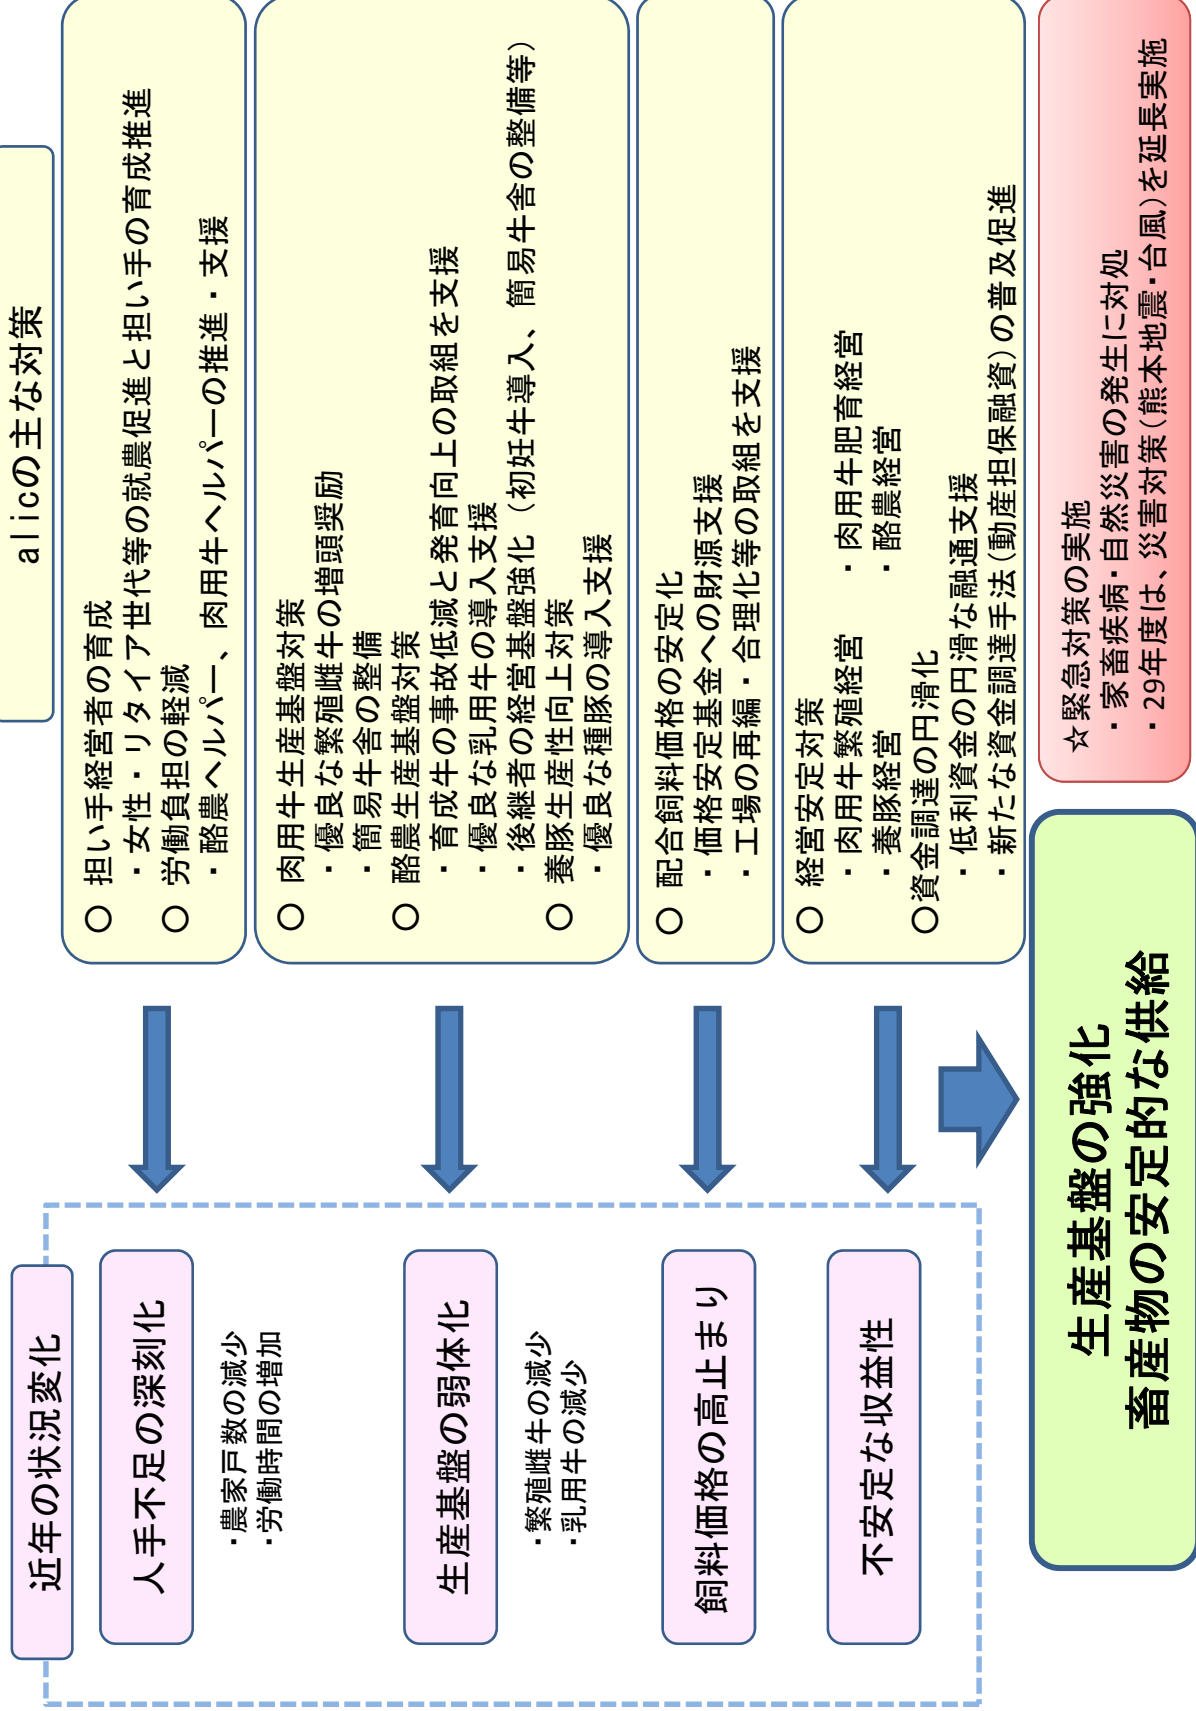 近年の状況変化
人手不足の深刻化
・農家戸数の減少
・労働時間の増加
生産基盤の弱体化
・繁殖雌牛の減少
・乳用牛の減少
飼料価格の高止まり
不安定な収益性
alicの主な対策
○ 担い手経営者の育成
・女性・リタイア世代等の就農促進と担い手の育成推進
○ 労働負担の軽減
・酪農ヘルパー、肉用牛ヘルパーの推進・支援
○ 肉用牛生産基盤対策
・優良な繁殖雌牛の増頭奨励
・簡易牛舎の整備
○ 酪農生産基盤対策
・育成牛の事故低減と発育向上の取組を支援
・優良な乳用牛の導入支援
・後継者の経営基盤強化（初妊牛導入、簡易牛舎の整備等）
○ 養豚生産性向上対策
・優良な種豚の導入支援
○ 配合飼料価格の安定化
・価格安定基金への財源支援
・工場の再編・合理化等の取組を支援
○ 経営安定対策
・肉用牛繁殖経営 ・肉用牛肥育経営
・養豚経営 ・酪農経営
○資金調達の円滑化
・低利資金の円滑な融通支援
・新たな資金調達手法（動産担保融資）の普及促進
☆緊急対策の実施
・家畜疾病・自然災害の発生に対処
・29年度は、災害対策（熊本地震・台風）を延長実施
生産基盤の強化
畜産物の安定的な供給